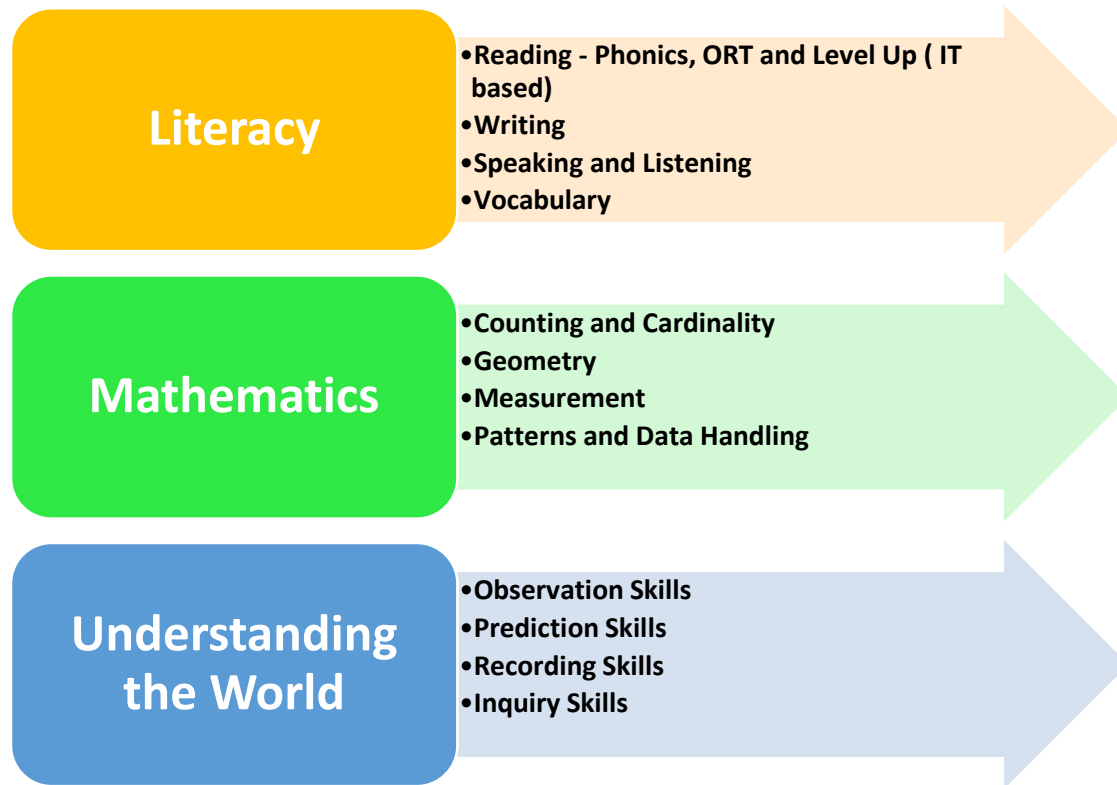 Literacy
•Reading - Phonics, ORT and Level Up ( IT
based)
•Writing
•Speaking and Listening
•Vocabulary
Mathematics
•Counting and Cardinality
•Geometry
•Measurement
•Patterns and Data Handling
Understanding
the World
•Observation Skills
•Prediction Skills
•Recording Skills
•Inquiry Skills